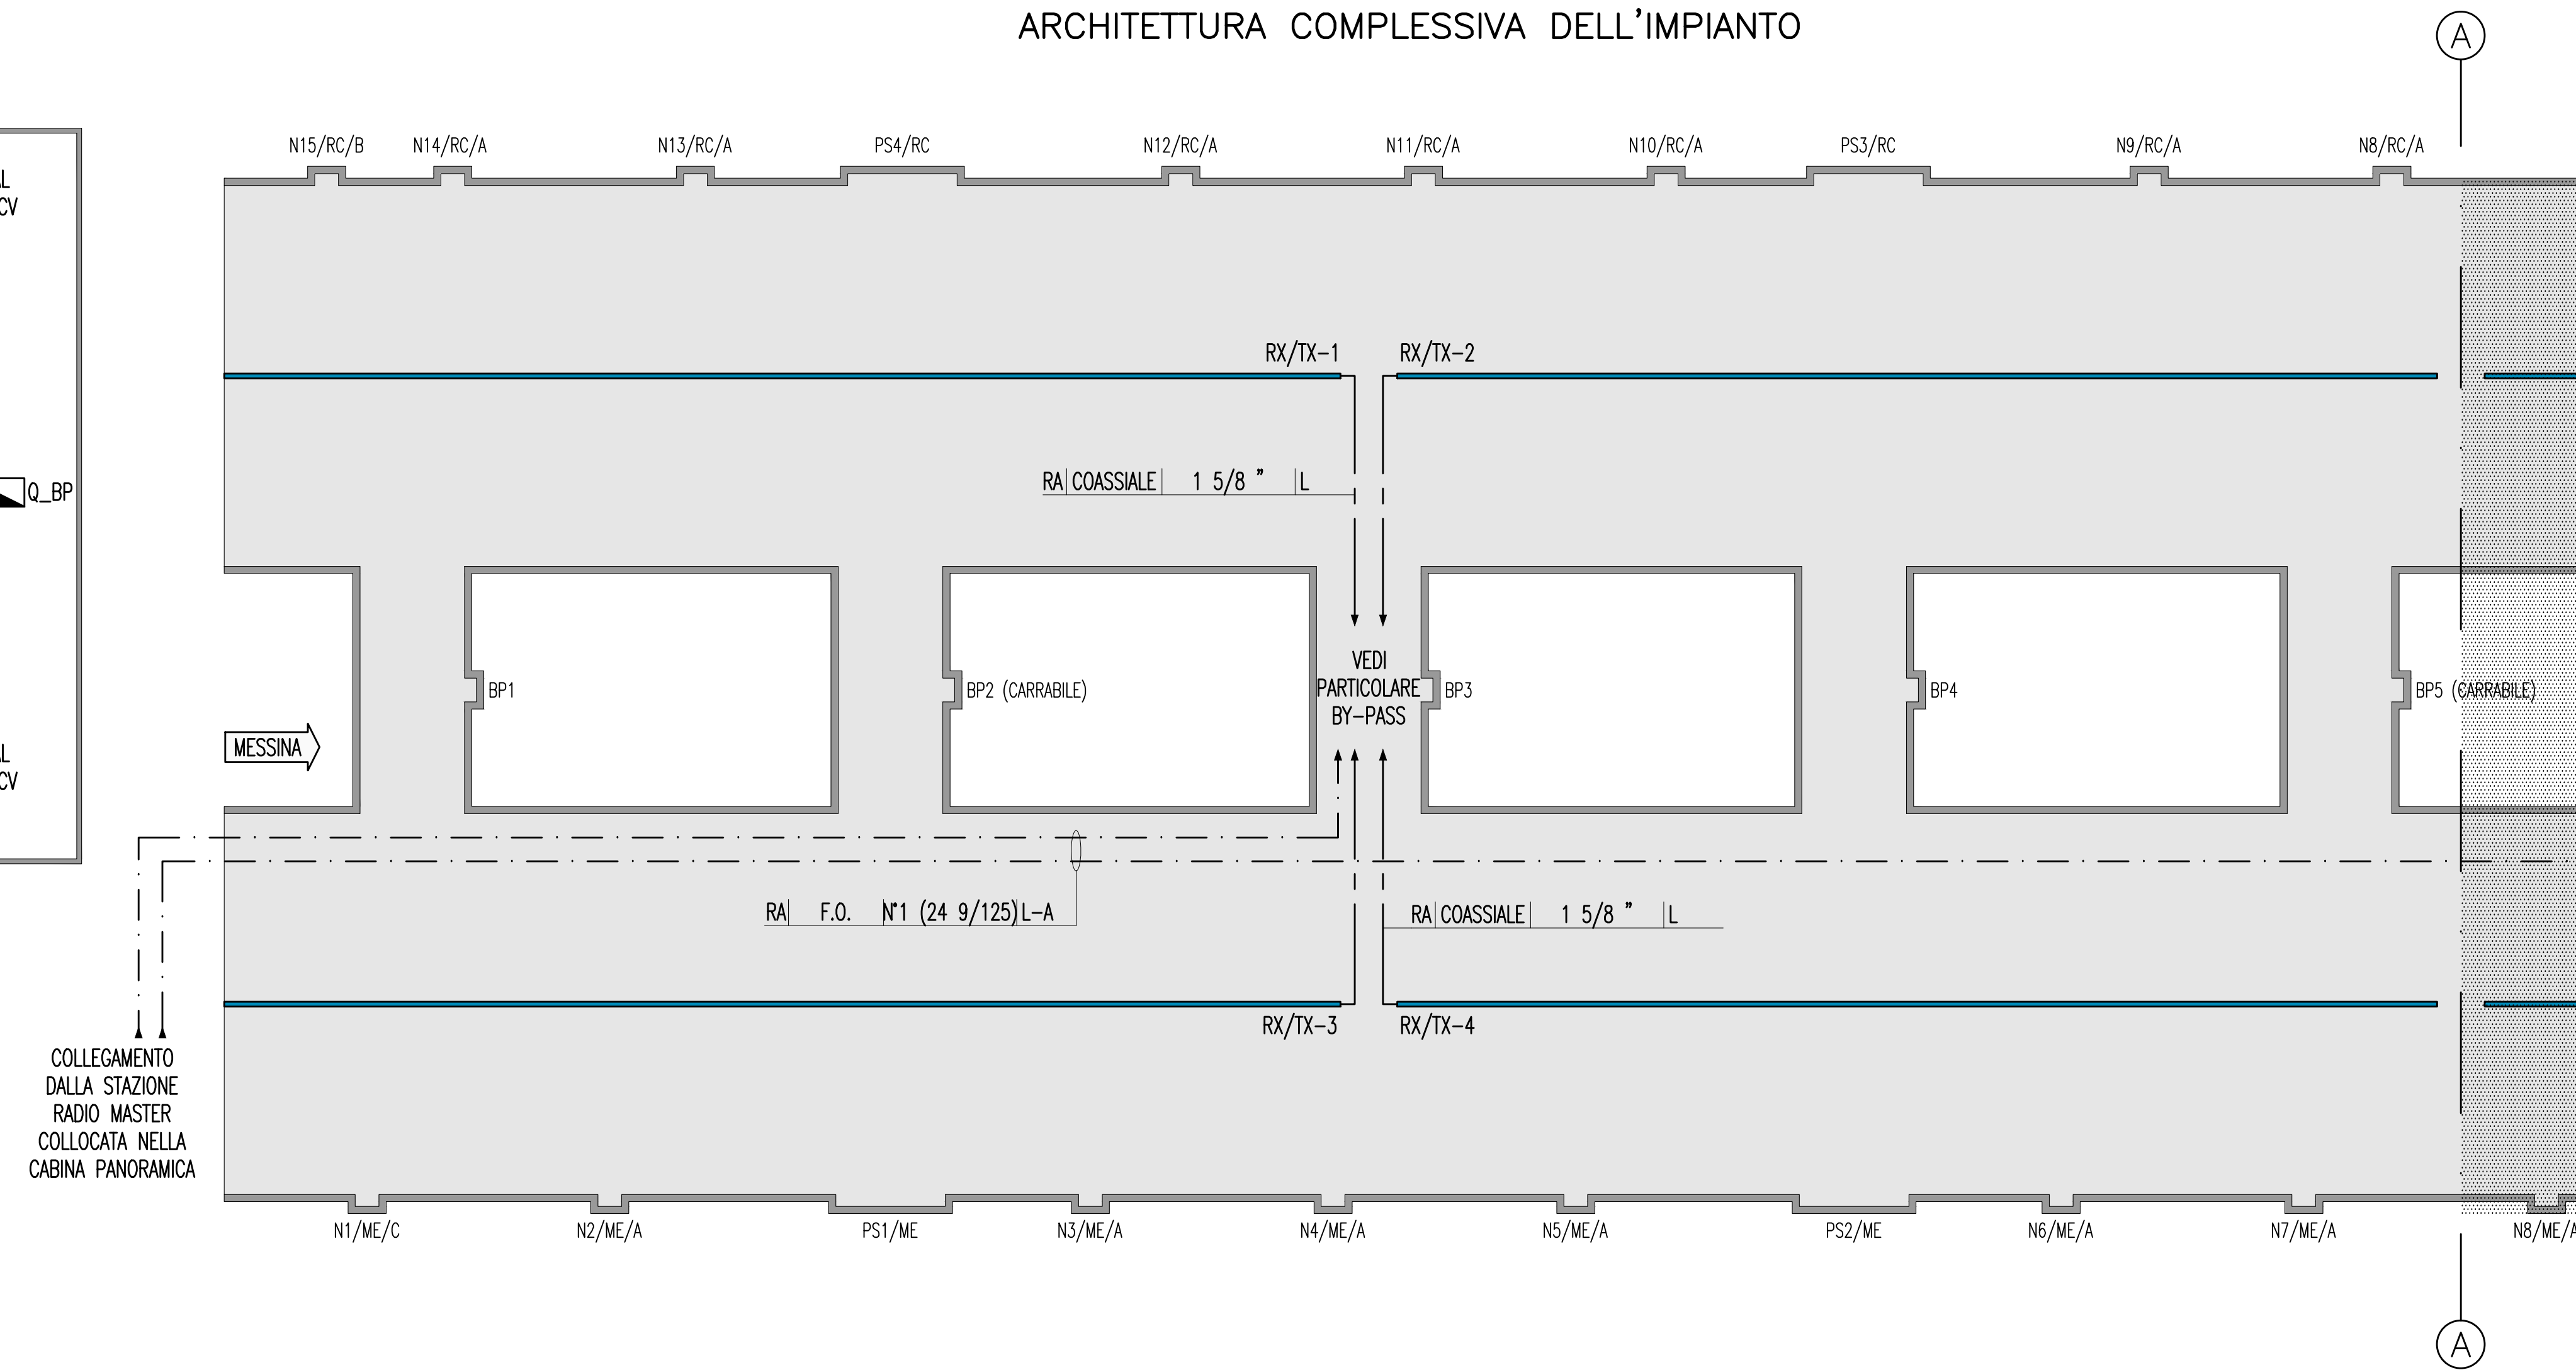 ARCHITETTURA COMPLESSIVA DELL'IMPIANTO
A
N15/RC/B
N14/RC/A
N13/RC/A
PS4/RC
N12/RC/A
N11/RC/A
N10/RC/A
PS3/RC
N9/RC/A
N8/RC/A
CV
RX/TX-1
RX/TX-2
RA COASSIALE 1 5/8 " L
Q_BP
VEDI
PARTICOLARE
BY-PASS
BP1
BP2 (CARRABILE)
BP3
BP4
BP5 (CARRABILE)
MESSINA
CV
RA F.O. N°1 (24 9/125) L-A
RA COASSIALE 1 5/8 " L
RX/TX-3
RX/TX-4
COLLEGAMENTO
DALLA STAZIONE
RADIO MASTER
COLLOCATA NELLA
CABINA PANORAMICA
N1/ME/C
N2/ME/A
PS1/ME
N3/ME/A
N4/ME/A
N5/ME/A
PS2/ME
N6/ME/A
N7/ME/A
N8/ME/A
A